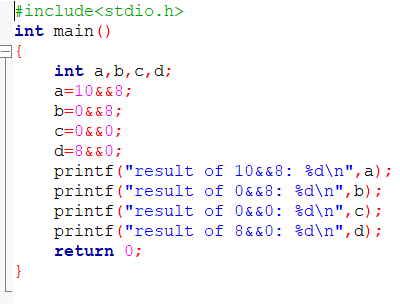 #include<stdio.h>
int main()
{
    int a,b,c,d;
    a=10&&8;
    b=0&&8;
    c=0&&0;
    d=8&&0;
    printf("result of 10&&8: %d\n",a);
    printf("result of 0&&8: %d\n",b);
    printf("result of 0&&0: %d\n",c);
    printf("result of 8&&0: %d\n",d);
    return 0;
}